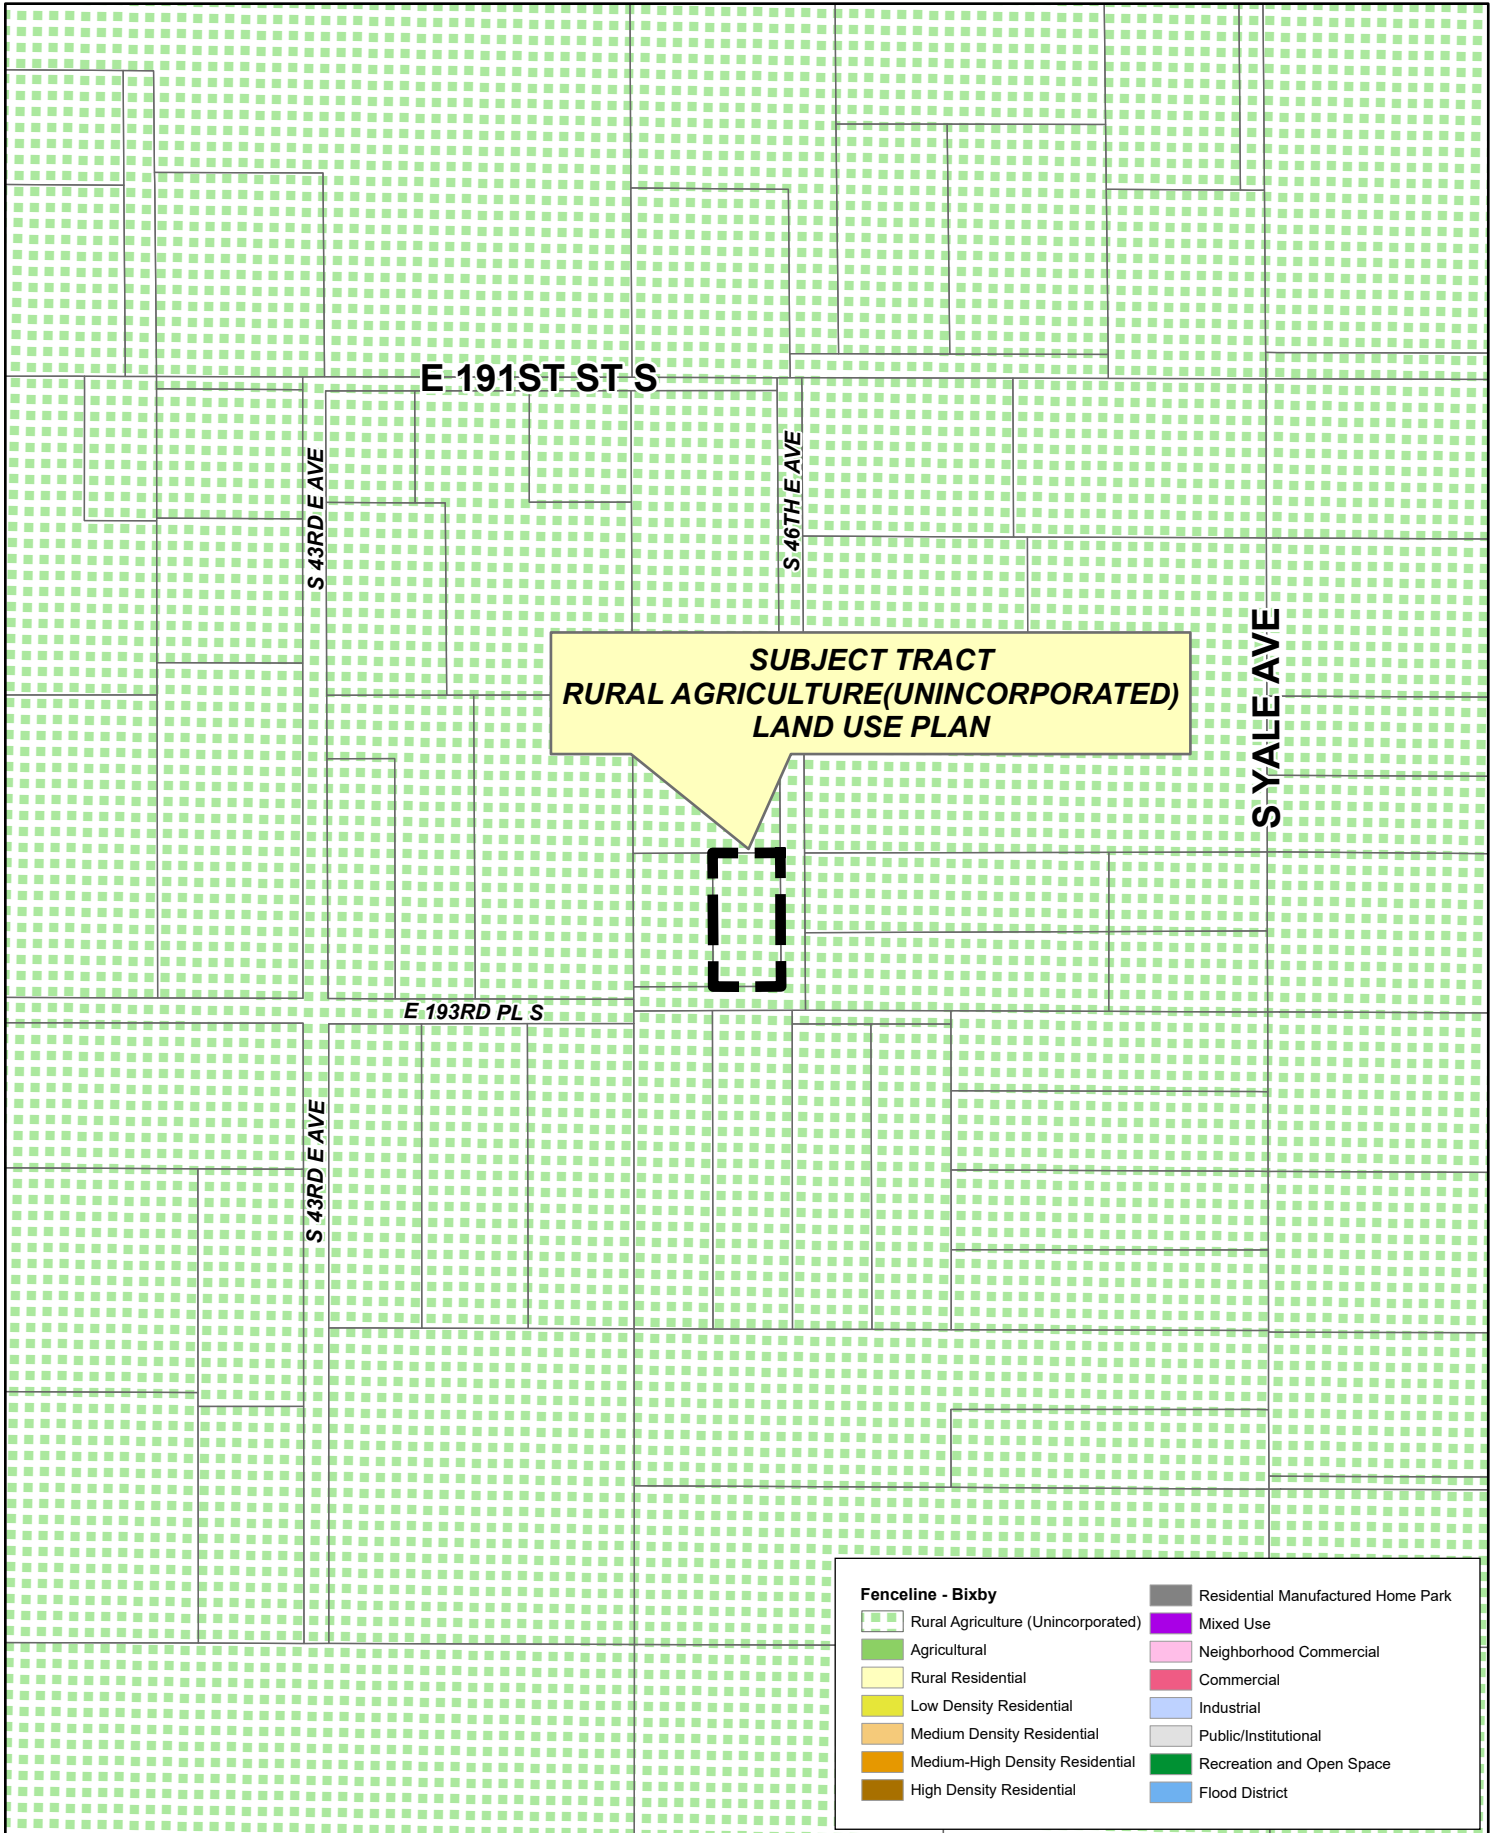 E 191ST ST S
S 43RD E AVE
S 46TH E AVE
S YALE AVE
SUBJECT TRACT
RURAL AGRICULTURE(UNINCORPORATED)
LAND USE PLAN
E 193RD PL S
S 43RD E AVE
Fenceline - Bixby
Rural Agriculture (Unincorporated)
Agricultural
Rural Residential
Low Density Residential
Medium Density Residential
Medium-High Density Residential
High Density Residential
Residential Manufactured Home Park
Mixed Use
Neighborhood Commercial
Commercial
Industrial
Public/Institutional
Recreation and Open Space
Flood District